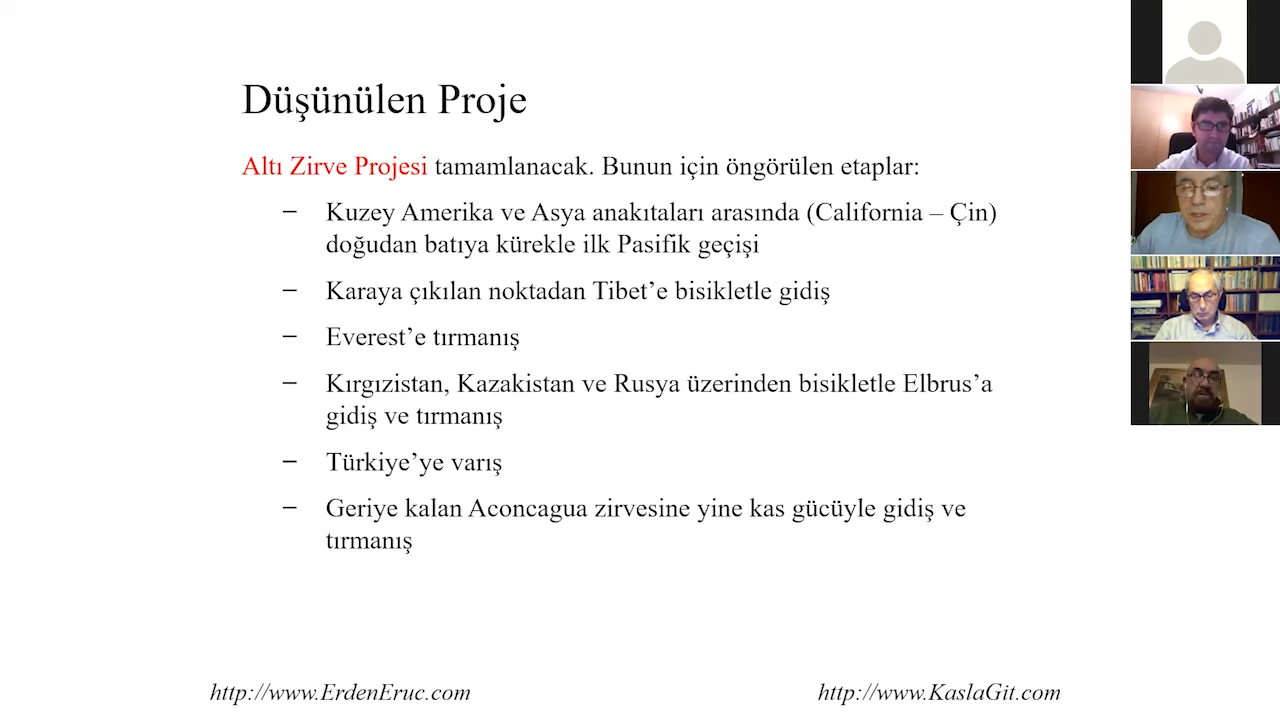 Düşünülen Proje
Altı Zirve Projesi tamamlanacak. Bunun için öngörülen etaplar:
– Kuzey Amerika ve Asya anakıtaları arasında (California – Çin)
doğudan batıya kürekle ilk Pasifik geçişi
– Karaya çıkılan noktadan Tibet’e bisikletle gidiş
– Everest’e tırmanış
– Kırgızistan, Kazakistan ve Rusya üzerinden bisikletle Elbrus’a
gidiş ve tırmanış
– Türkiye’ye varış
– Geriye kalan Aconcagua zirvesine yine kas gücüyle gidiş ve
tırmanış
http://www.ErdenEruc.com
http://www.KaslaGit.com